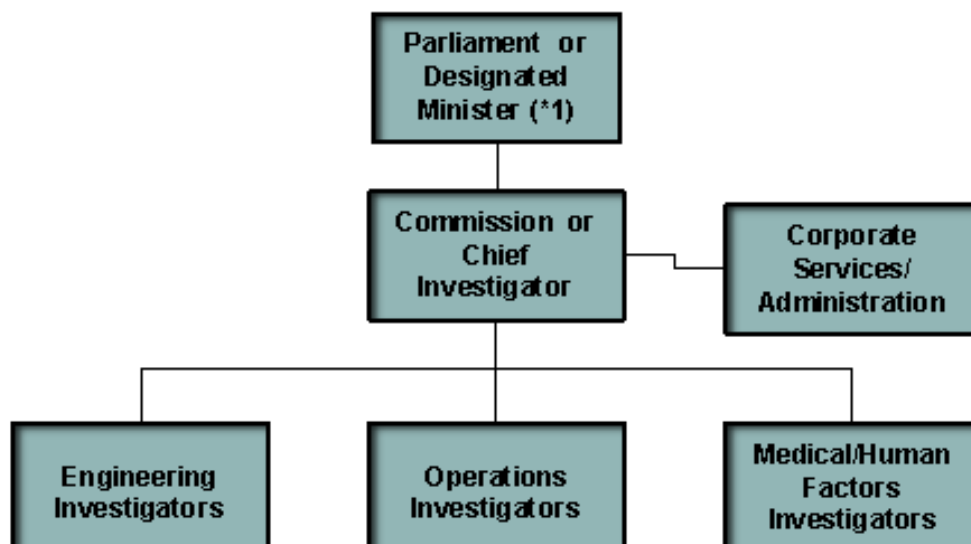 Parliament or
Designated
Minister (*1)
Commission or
Chief
Investigator
Corporate
Services/
Administration
Engineering
Investigators
Operations
Investigators
Medical/Human
Factors
Investigators